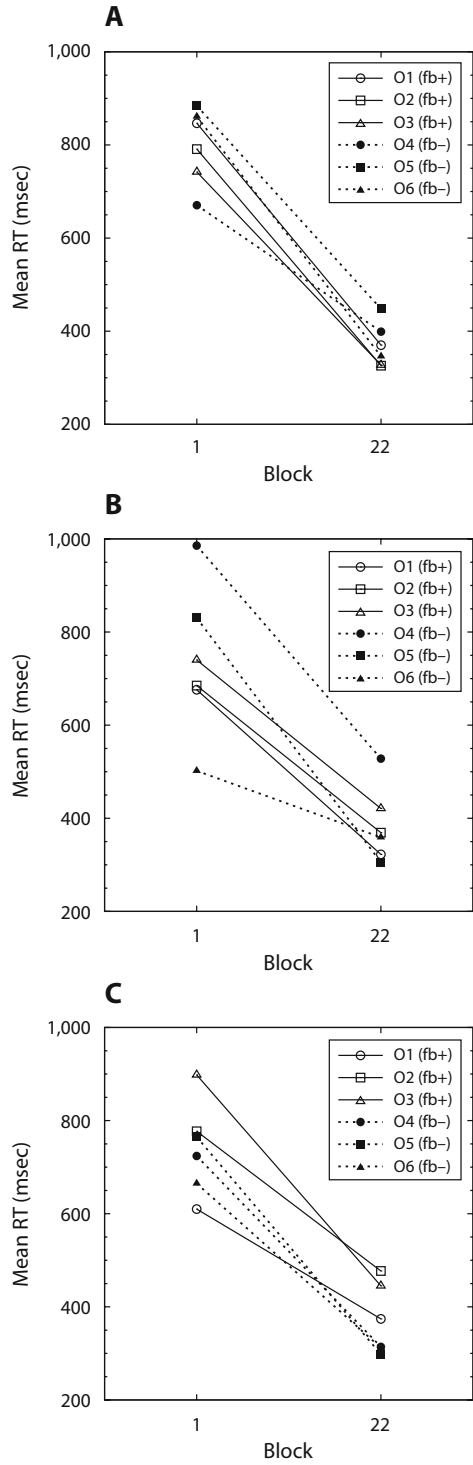 A
1,000
800
600
400
200
Mean RT (msec)
O1 (fb+)
O2 (fb+)
O3 (fb+)
O4 (fb–)
O5 (fb–)
O6 (fb–)
1 22
Block
B
1,000
800
600
400
200
Mean RT (msec)
O1 (fb+)
O2 (fb+)
O3 (fb+)
O4 (fb–)
O5 (fb–)
O6 (fb–)
1 22
Block
C
1,000
800
600
400
200
Mean RT (msec)
O1 (fb+)
O2 (fb+)
O3 (fb+)
O4 (fb–)
O5 (fb–)
O6 (fb–)
1 22
Block